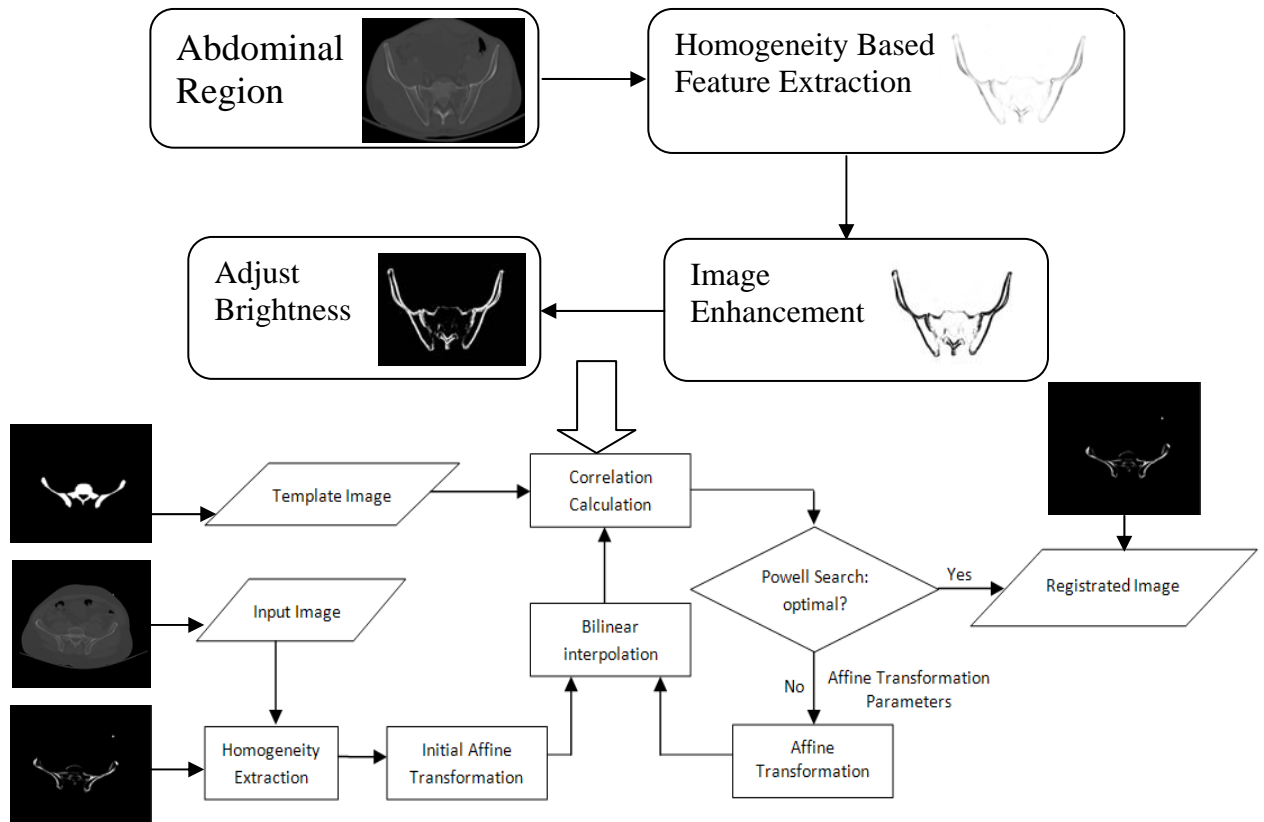 Abdominal
Region
Homogeneity Based
Feature Extraction
Adjust
Brightness
Image
Enhancement
Template Image
Correlation
Calculation
Powell Search:
optimal?
Yes
Registrated Image
Input Image
Bilinear
interpolation
No
Affine Transformation
Parameters
Homogeneity
Extraction
Initial Affine
Transformation
Affine
Transformation